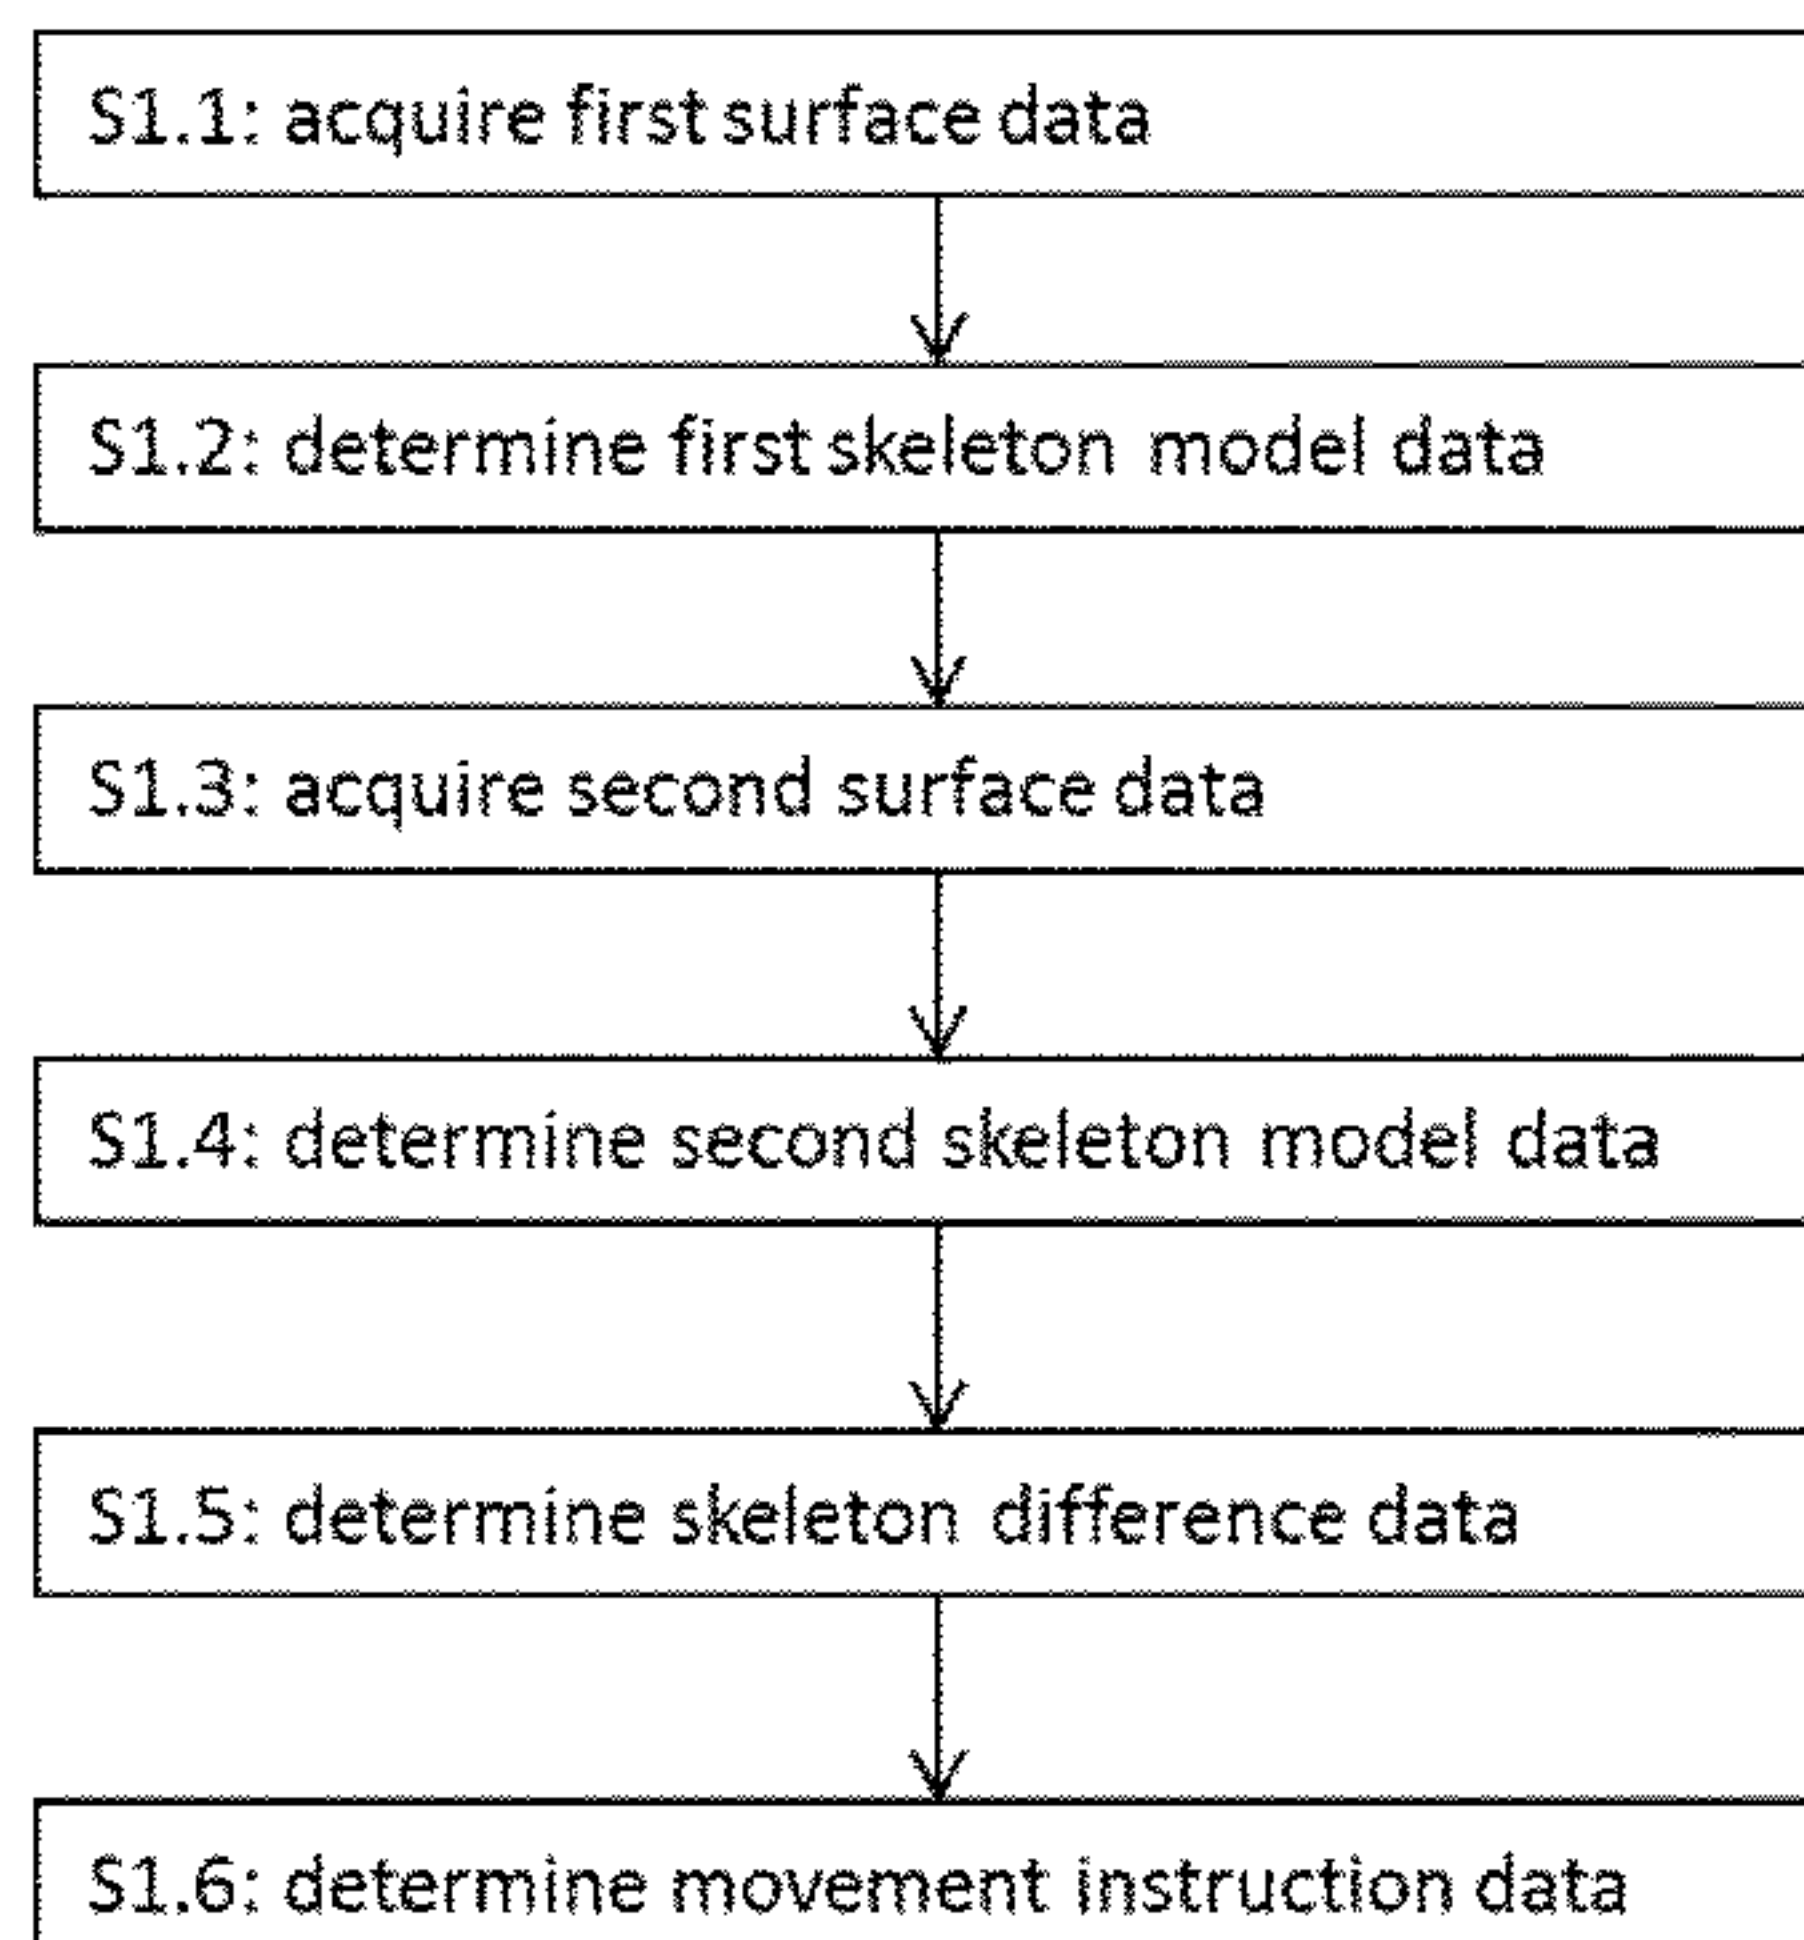 S1.1: acquire first surface data
S1.2: determine first skeleton model data
S1.3: acquire second surface data
S1.4: determine second skeleton model data
S1.5: determine skeleton difference data
S1.6: determine movement instruction data